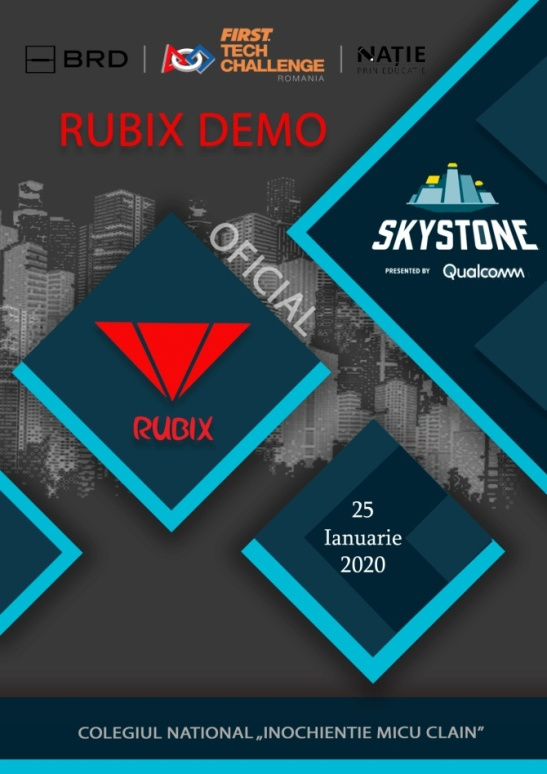 BRD
FIRST
TECH
CHALLENGE
ROMANIA
NAȚIE
PRIN EDUCAȚIE
RUBIX DEMO
OFICIAL
SKYSTONE
PRESENTED BY Qualcomm
RUBIX
25
Ianuarie
2020
COLEGIUL NATIONAL „INOCHIENTIE MICU CLAIN”